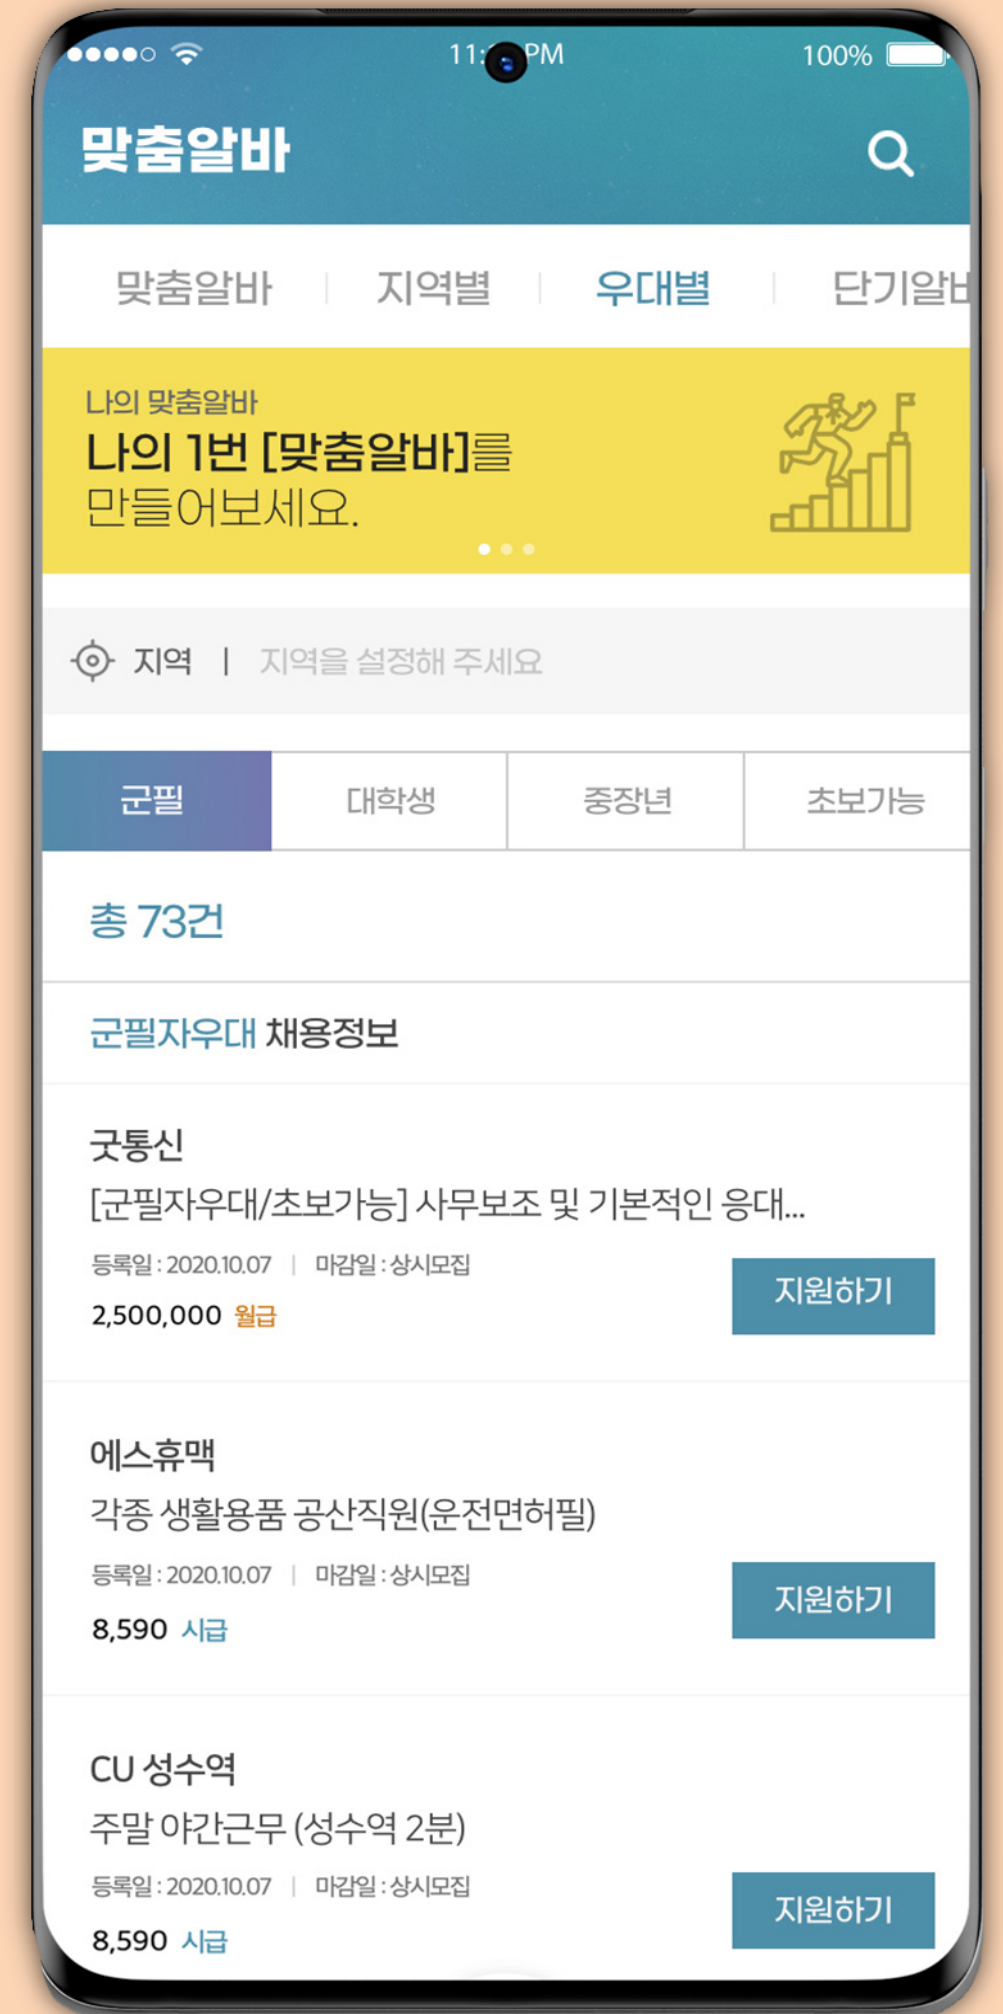 PM
100%
맞춤알바
맞춤알바 | 지역별 | 우대별 | 단기알
나의 맞춤알바
나의 1번 [맞춤알바]를
만들어보세요.
지역 | 지역을 설정해 주세요
군필 대학생 중장년 초보가능
총 73건
군필자우대 채용정보
굿통신
[군필자우대/초보가능] 사무보조 및 기본적인 응대...
등록일 : 2020.10.07 | 마감일 : 상시모집
2,500,000 월급
지원하기
에스휴맥
각종 생활용품 공산직원(운전면허필)
등록일 : 2020.10.07 | 마감일 : 상시모집
8,590 시급
지원하기
CU 성수역
주말 야간근무 (성수역 2분)
등록일 : 2020.10.07 | 마감일 : 상시모집
8,590 시급
지원하기